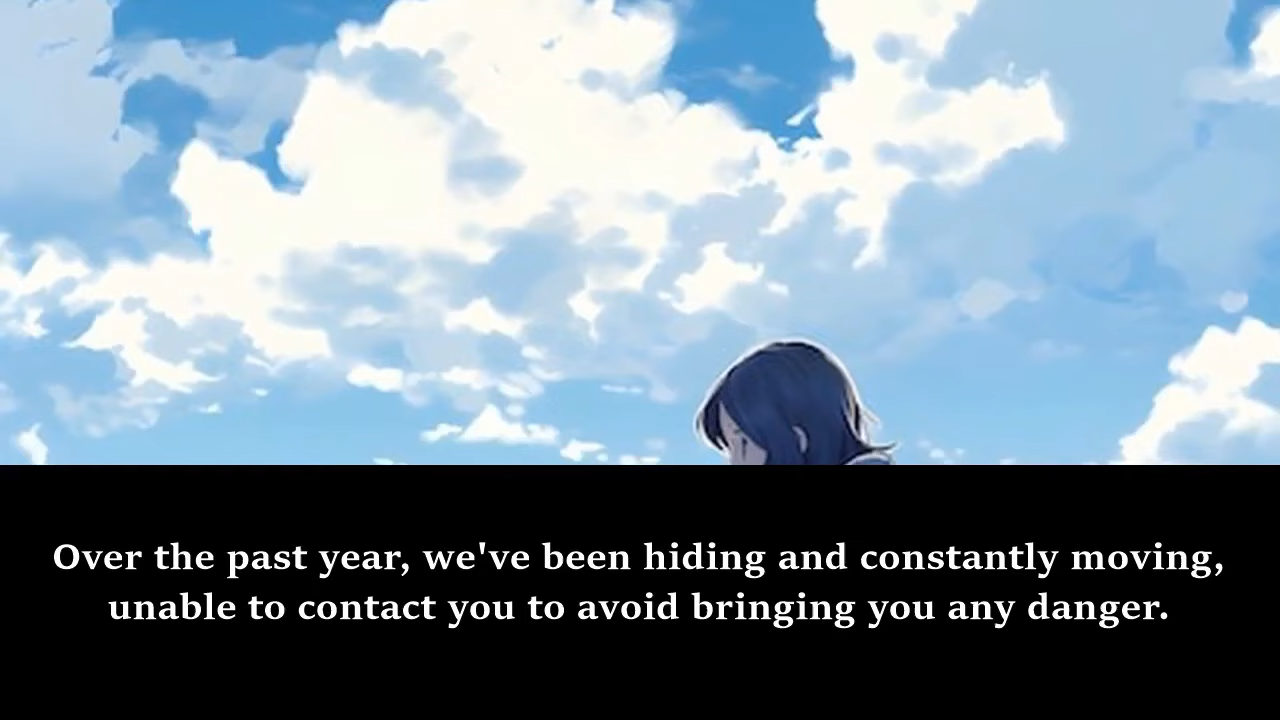 Over the past year, we've been hiding and constantly moving,
unable to contact you to avoid bringing you any danger.